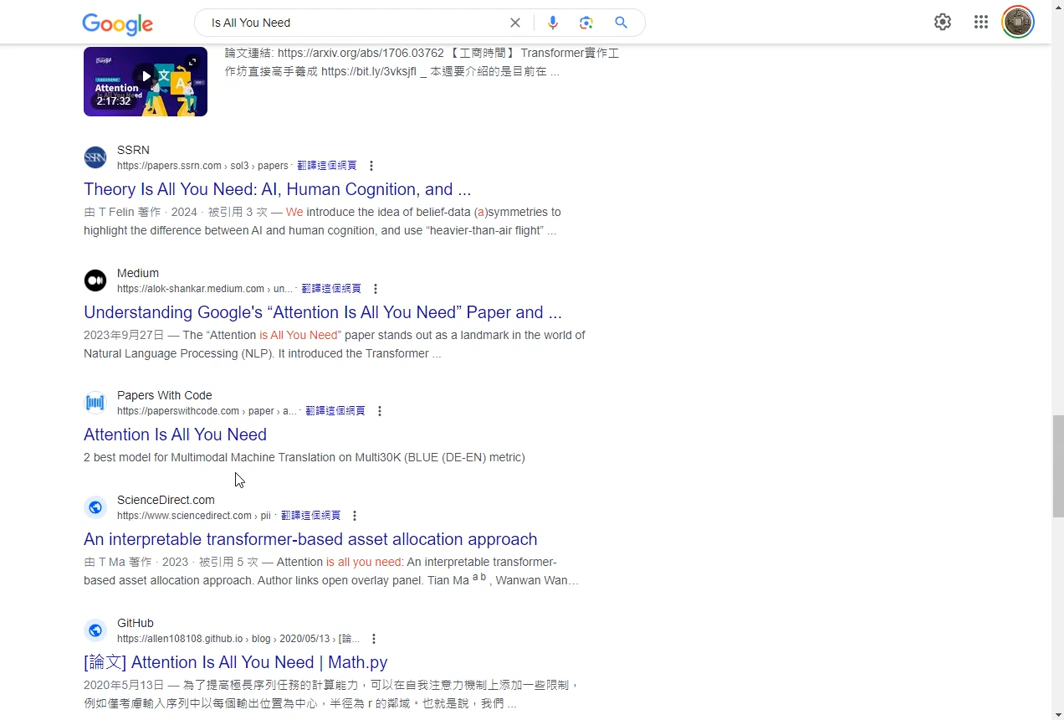 Google
Is All You Need
論文連結: https://arxiv.org/abs/1706.03762 【工商時間】 Transformer實作工
作坊直接高手養成 https://bit.ly/3vksjfl _ 本週要介紹的是目前在 ...
Attention
2:17:32
SSRN
https://papers.ssrn.com › sol3 › papers · 翻譯這個網頁
Theory Is All You Need: AI, Human Cognition, and ...
由 T Felin 著作 · 2024 · 被引用 3 次 — We introduce the idea of belief-data (a)symmetries to
highlight the difference between AI and human cognition, and use “heavier-than-air flight” ...
Medium
https://alok-shankar.medium.com › un... · 翻譯這個網頁
Understanding Google's “Attention Is All You Need” Paper and ...
2023年9月27日 — The “Attention is All You Need” paper stands out as a landmark in the world of
Natural Language Processing (NLP). It introduced the Transformer ...
Papers With Code
https://paperswithcode.com › paper › a... · 翻譯這個網頁
Attention Is All You Need
2 best model for Multimodal Machine Translation on Multi30K (BLUE (DE-EN) metric)
ScienceDirect.com
https://www.sciencedirect.com › pii · 翻譯這個網頁
An interpretable transformer-based asset allocation approach
由 T Ma 著作 · 2023 · 被引用 5 次 — Attention is all you need: An interpretable transformer-
based asset allocation approach. Author links open overlay panel. Tian Ma a b , Wanwan Wan...
GitHub
https://allen108108.github.io › blog › 2020/05/13 › [論...
[論文] Attention Is All You Need | Math.py
2020年5月13日 — 為了提高極長序列任務的計算能力，可以在自我注意力機制上添加一些限制，
例如僅考慮輸入序列中以每個輸出位置為中心，半徑為 r 的鄰域。也就是說，我們 ...